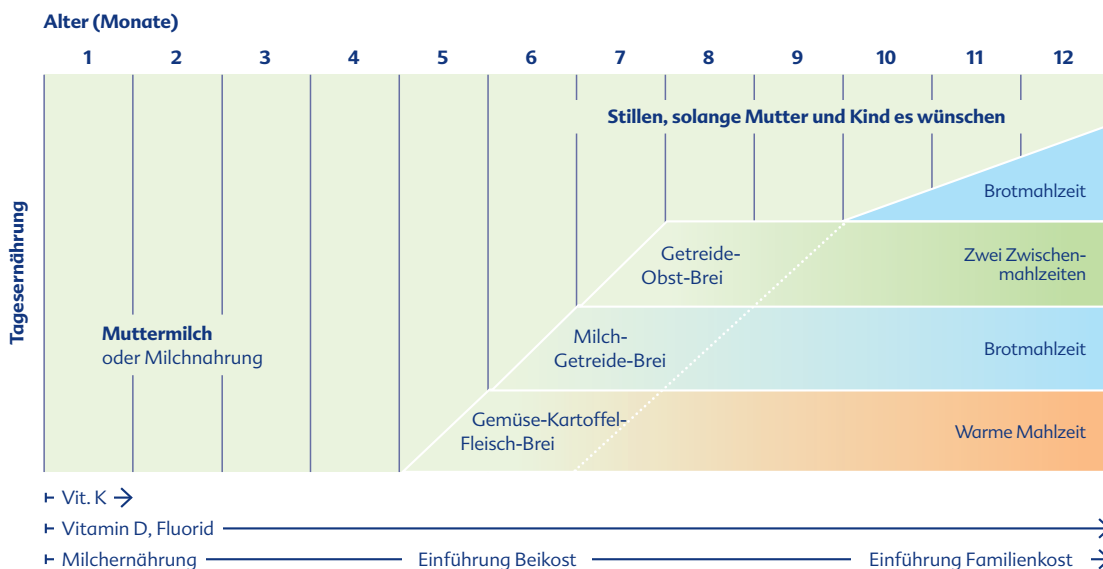 Alter (Monate)
1 2 3 4 5 6 7 8 9 10 11 12
Stillen, solange Mutter und Kind es wünschen
Brotmahlzeit
Tagesernährung
Getreide-
Obst-Brei
Zwei Zwischen-
mahlzeiten
Muttermilch
oder Milchnahrung
Milch-
Getreide-Brei
Brotmahlzeit
Gemüse-Kartoffel-
Fleisch-Brei
Warme Mahlzeit
Vit. K
Vitamin D, Fluorid
Milchernährung Einführung Beikost Einführung Familienkost